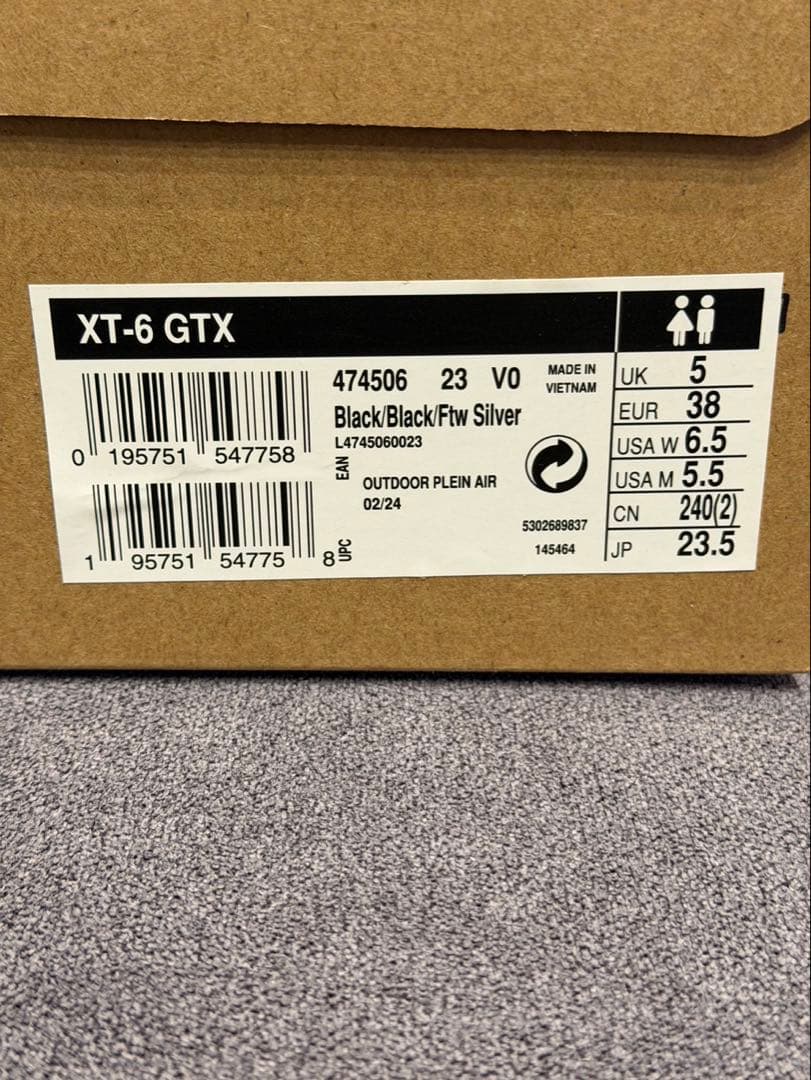 XT-6 GTX
474506 23 V0
MADE IN
VIETNAM
Black/Black/Ftw Silver
L4745060023
0 195751 547758
EAN
OUTDOOR PLEIN AIR
02/24
5302689837
145464
1 95751 54775 8
UPC
UK 5
EUR 38
USA W 6.5
USA M 5.5
CN 240(2)
JP 23.5